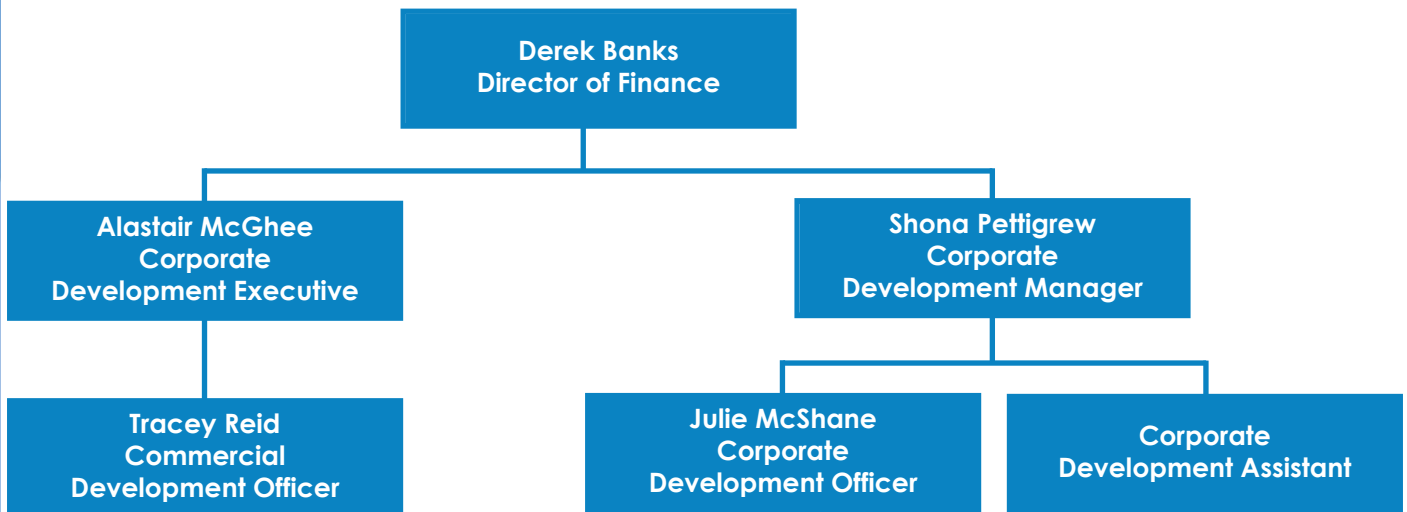 Derek Banks
Director of Finance
Alastair McGhee
Corporate
Development Executive
Shona Pettigrew
Corporate
Development Manager
Tracey Reid
Commercial
Development Officer
Julie McShane
Corporate
Development Officer
Corporate
Development Assistant